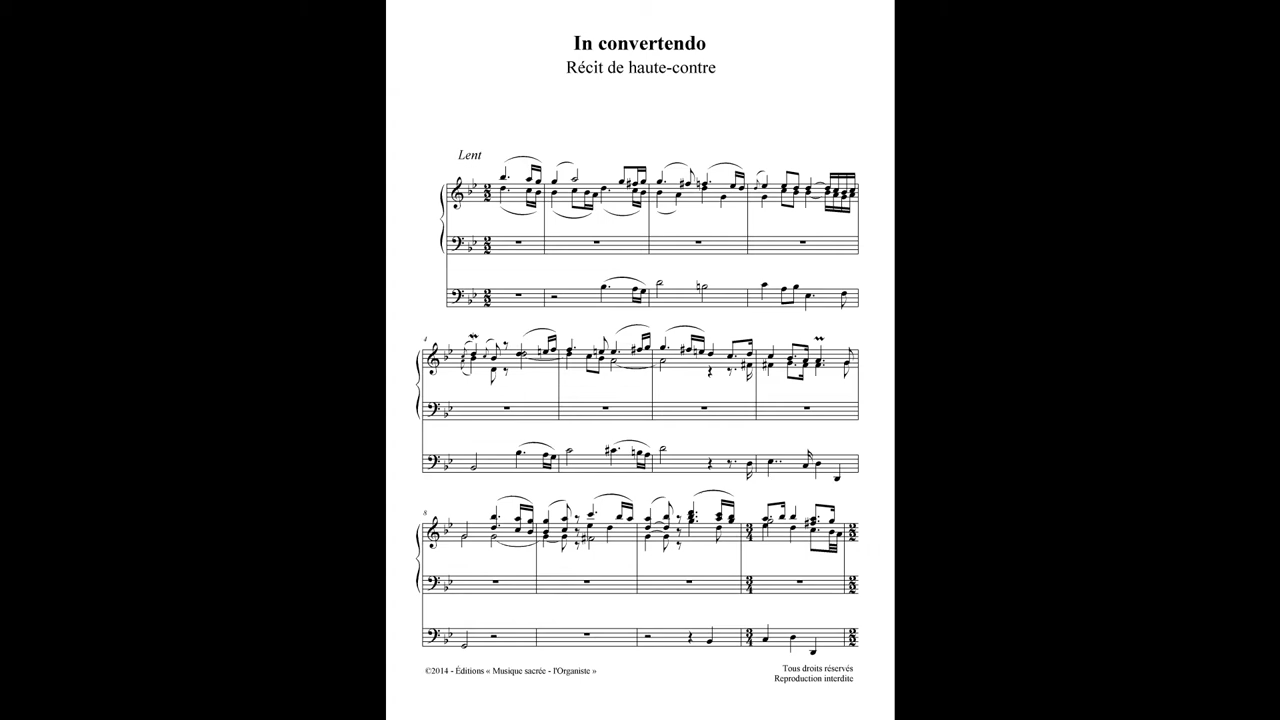 In convertendo
Récit de haute-contre
Lent
4
8
©2014 - Éditions « Musique sacrée - l'Organiste »
Tous droits réservés
Reproduction interdite